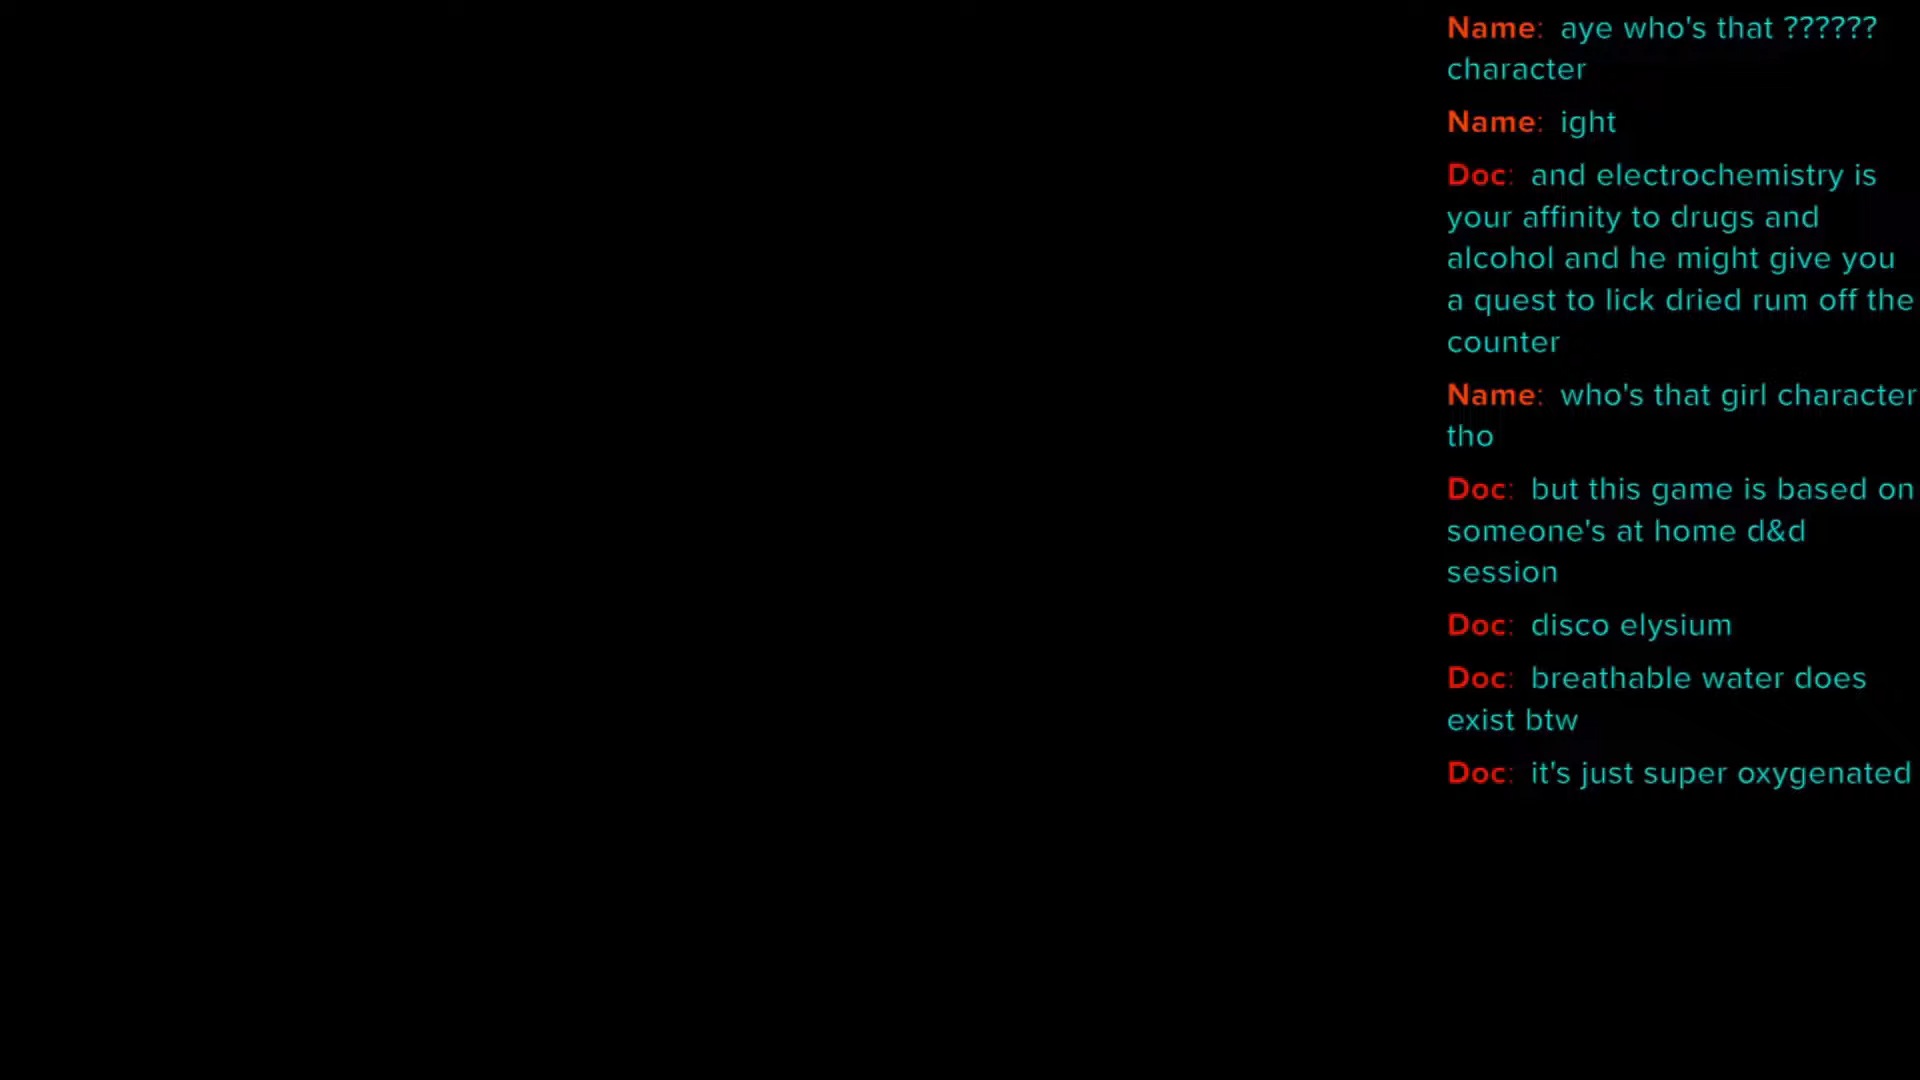 Name: aye who's that ??????
character
Name: ight
Doc: and electrochemistry is
your affinity to drugs and
alcohol and he might give you
a quest to lick dried rum off the
counter
Name: who's that girl character
tho
Doc: but this game is based on
someone's at home d&d
session
Doc: disco elysium
Doc: breathable water does
exist btw
Doc: it's just super oxygenated